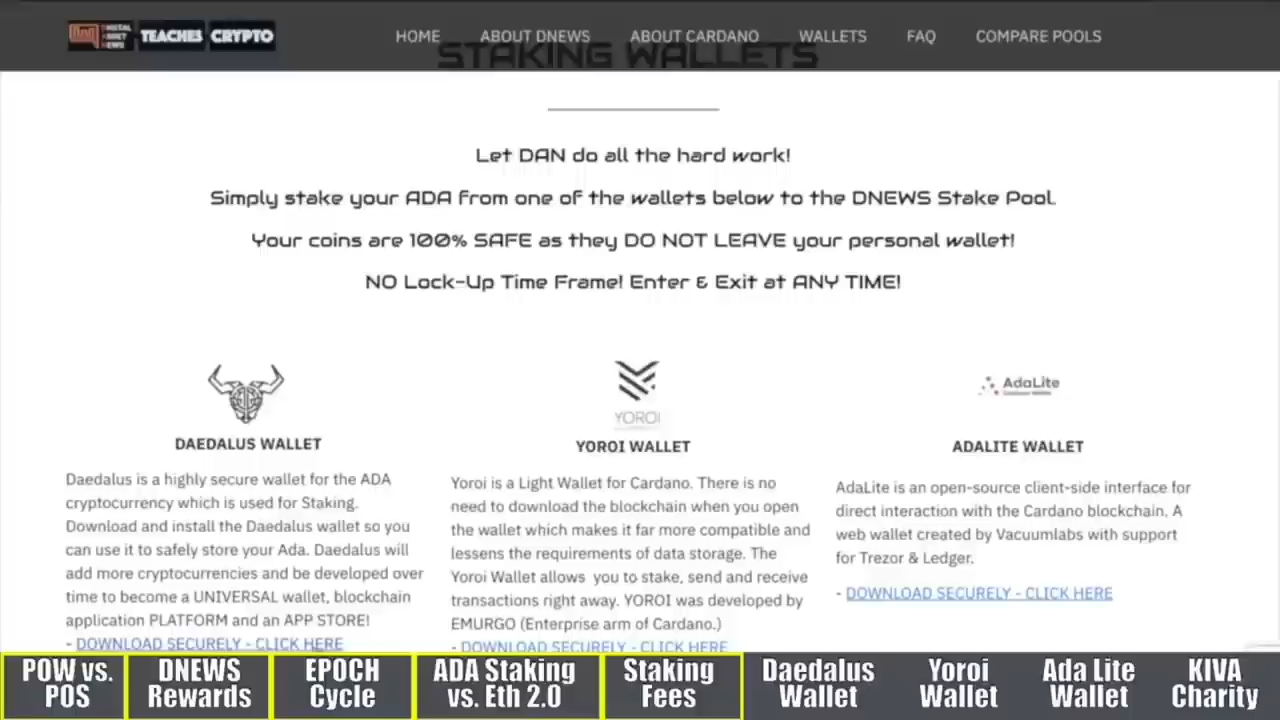 DIGITAL
ASSET
NEWS
TEACHES CRYPTO
HOME
ABOUT DNEWS
ABOUT CARDANO
WALLETS
FAQ
COMPARE POOLS
STAKING WALLETS
Let DAN do all the hard work!
Simply stake your ADA from one of the wallets below to the DNEWS Stake Pool.
Your coins are 100% SAFE as they DO NOT LEAVE your personal wallet!
NO Lock-Up Time Frame! Enter & Exit at ANY TIME!
DAEDALUS WALLET
Daedalus is a highly secure wallet for the ADA
cryptocurrency which is used for Staking.
Download and install the Daedalus wallet so you
can use it to safely store your Ada. Daedalus will
add more cryptocurrencies and be developed over
time to become a UNIVERSAL wallet, blockchain
application PLATFORM and an APP STORE!
- DOWNLOAD SECURELY - CLICK HERE
YOROI
YOROI WALLET
Yoroi is a Light Wallet for Cardano. There is no
need to download the blockchain when you open
the wallet which makes it far more compatible and
lessens the requirements of data storage. The
Yoroi Wallet allows you to stake, send and receive
transactions right away. YOROI was developed by
EMURGO (Enterprise arm of Cardano.)
- DOWNLOAD SECURELY - CLICK HERE
AdaLite
ADALITE WALLET
AdaLite is an open-source client-side interface for
direct interaction with the Cardano blockchain. A
web wallet created by Vacuumlabs with support
for Trezor & Ledger.
- DOWNLOAD SECURELY - CLICK HERE
POW vs.
POS
DNEWS
Rewards
EPOCH
Cycle
ADA Staking
vs. Eth 2.0
Staking
Fees
Daedalus
Wallet
Yoroi
Wallet
Ada Lite
Wallet
KIVA
Charity